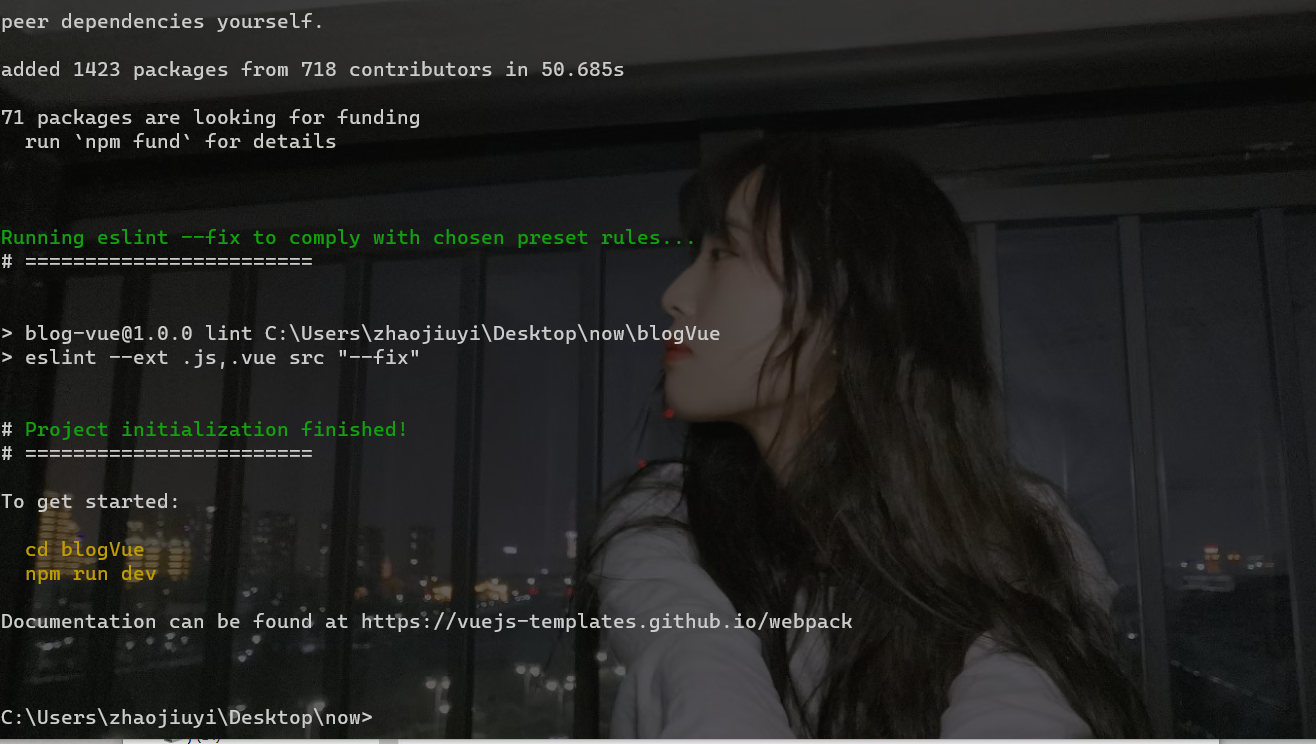 peer dependencies yourself.
added 1423 packages from 718 contributors in 50.685s
71 packages are looking for funding
run `npm fund` for details
Running eslint --fix to comply with chosen preset rules...
# ========================
> blog-vue@1.0.0 lint C:\Users\zhaojiuyi\Desktop\now\blogVue
> eslint --ext .js,.vue src "--fix"
# Project initialization finished!
# ========================
To get started:
cd blogVue
npm run dev
Documentation can be found at https://vuejs-templates.github.io/webpack
C:\Users\zhaojiuyi\Desktop\now>